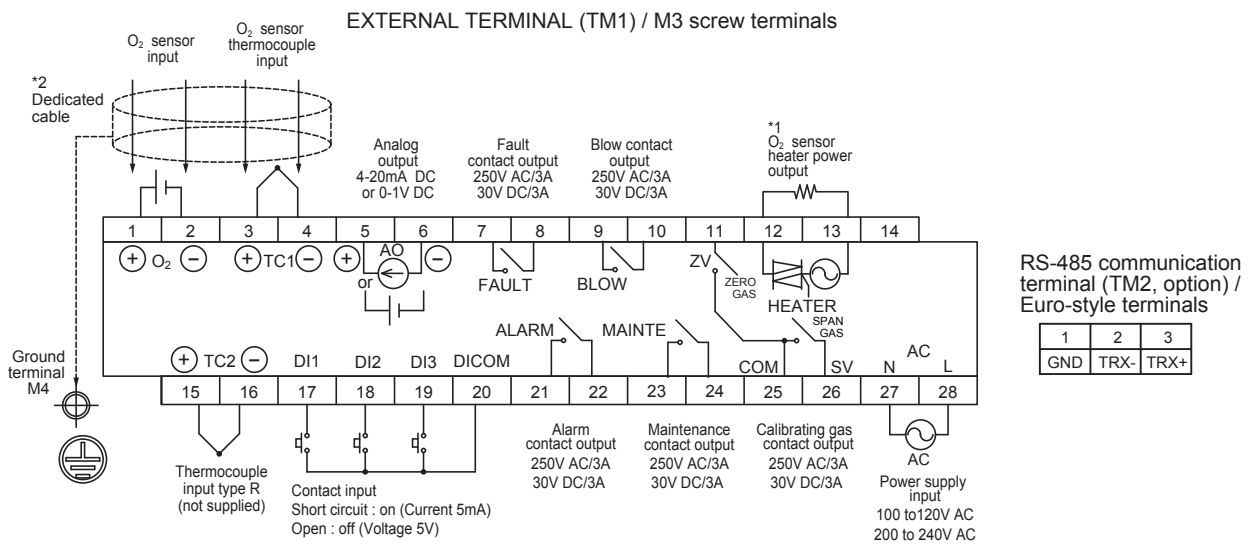 EXTERNAL TERMINAL (TM1) / M3 screw terminals
O2 sensor
input
O2 sensor
thermocouple
input
*2
Dedicated
cable
Analog
output
4-20mA DC
or 0-1V DC
Fault
contact output
250V AC/3A
30V DC/3A
Blow contact
output
250V AC/3A
30V DC/3A
*1
O2 sensor
heater power
output
1 2 3 4 5 6 7 8 9 10 11 12 13 14
+ O2 − + TC1 − + AO −
or
FAULT
BLOW
ZV
ZERO
GAS
HEATER
SPAN
GAS
ALARM
MAINTE
+ TC2 − DI1 DI2 DI3 DICOM
COM
SV
AC
N L
15 16 17 18 19 20 21 22 23 24 25 26 27 28
Ground
terminal
M4
Thermocouple
input type R
(not supplied)
Contact input
Short circuit : on (Current 5mA)
Open : off (Voltage 5V)
Alarm
contact output
250V AC/3A
30V DC/3A
Maintenance
contact output
250V AC/3A
30V DC/3A
Calibrating gas
contact output
250V AC/3A
30V DC/3A
AC
Power supply
input
100 to120V AC
200 to 240V AC
RS-485 communication
terminal (TM2, option) /
Euro-style terminals
1 2 3
GND TRX- TRX+